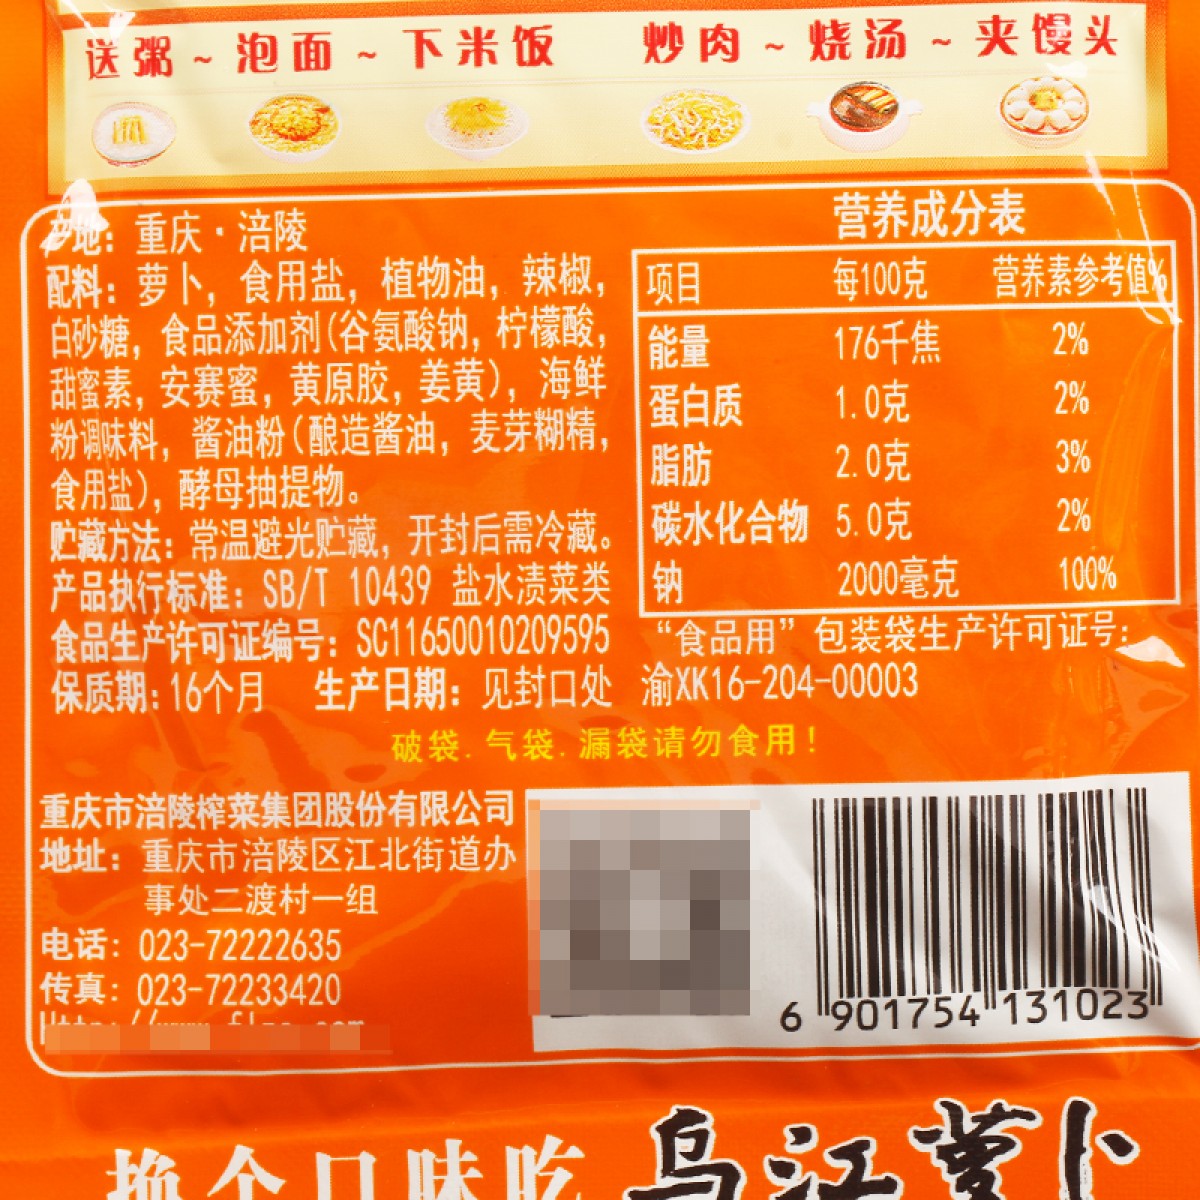 送粥~泡面~下米饭 炒肉~烧汤~夹馒头
产地：重庆·涪陵
配料：萝卜，食用盐，植物油，辣椒，
白砂糖，食品添加剂（谷氨酸钠，柠檬酸，
甜蜜素，安赛蜜，黄原胶，姜黄），海鲜
粉调味料，酱油粉（酿造酱油，麦芽糊精，
食用盐），酵母抽提物。
贮藏方法：常温避光贮藏，开封后需冷藏。
产品执行标准：SB/T 10439 盐水渍菜类
食品生产许可证编号：SC11650010209595
保质期：16个月 生产日期：见封口处
营养成分表
项目 每100克 营养素参考值%
能量 176千焦 2%
蛋白质 1.0克 2%
脂肪 2.0克 3%
碳水化合物 5.0克 2%
钠 2000毫克 100%
“食品用”包装袋生产许可证号：
渝XK16-204-00003
破袋.气袋.漏袋请勿食用！
重庆市涪陵榨菜集团股份有限公司
地址：重庆市涪陵区江北街道办
事处二渡村一组
电话：023-72222635
传真：023-72233420
6 901754 131023
换个口味吃 乌江萝卜